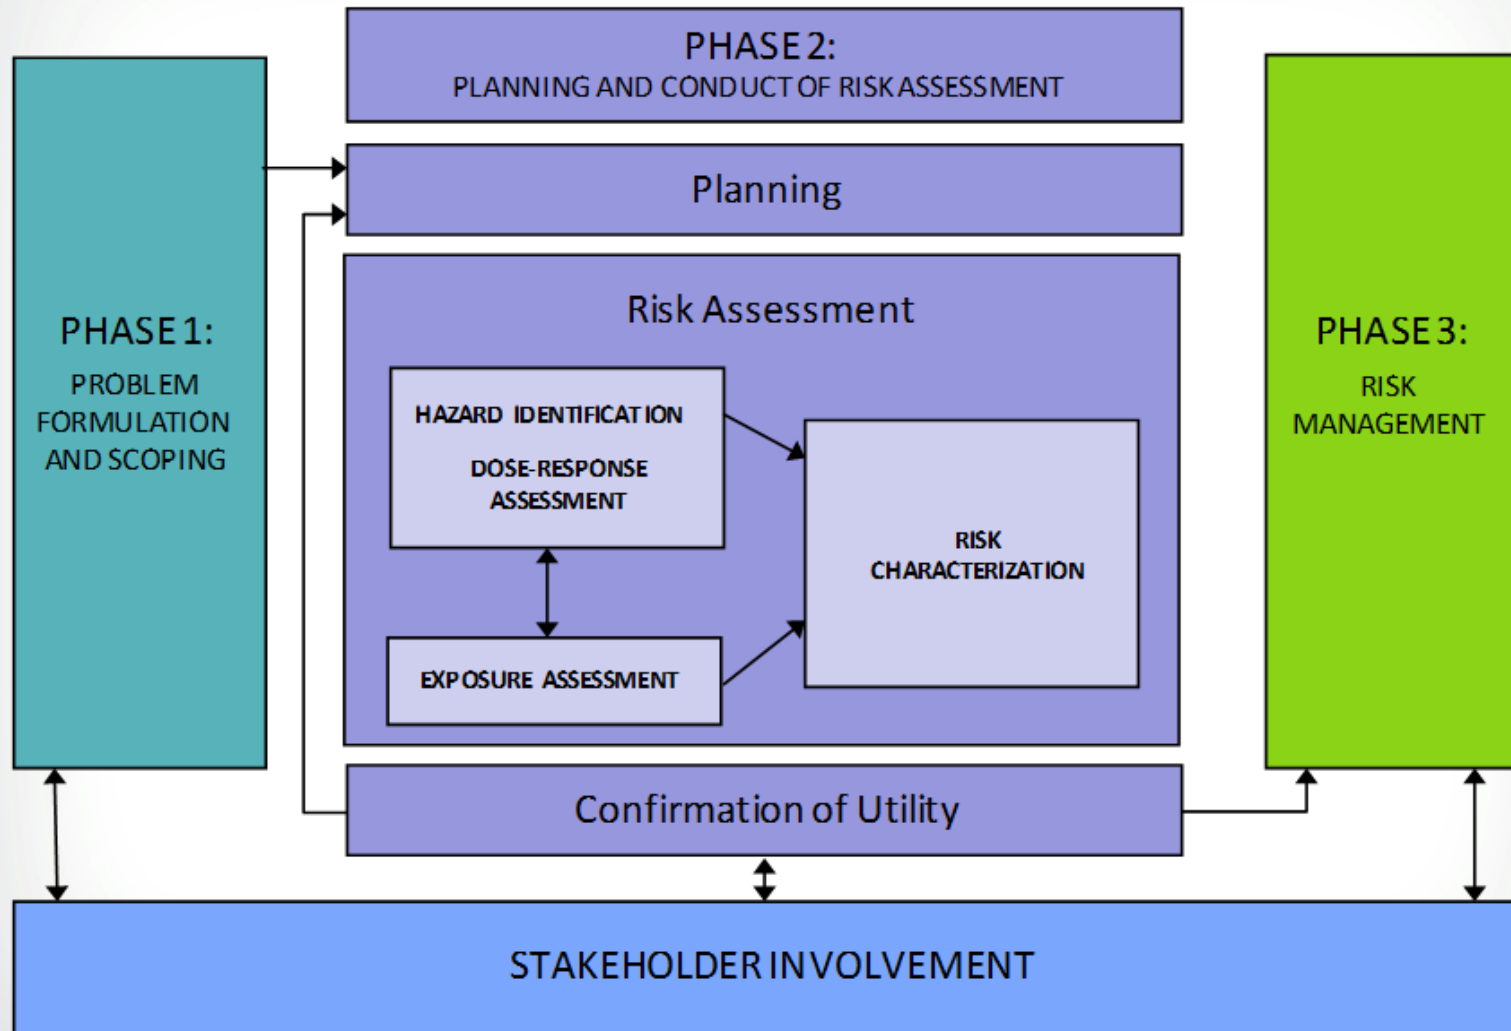 PHASE 1:
PROBLEM
FORMULATION
AND SCOPING
PHASE 2:
PLANNING AND CONDUCT OF RISK ASSESSMENT
Planning
Risk Assessment
HAZARD IDENTIFICATION
DOSE-RESPONSE
ASSESSMENT
EXPOSURE ASSESSMENT
RISK
CHARACTERIZATION
Confirmation of Utility
PHASE 3:
RISK
MANAGEMENT
STAKEHOLDER INVOLVEMENT